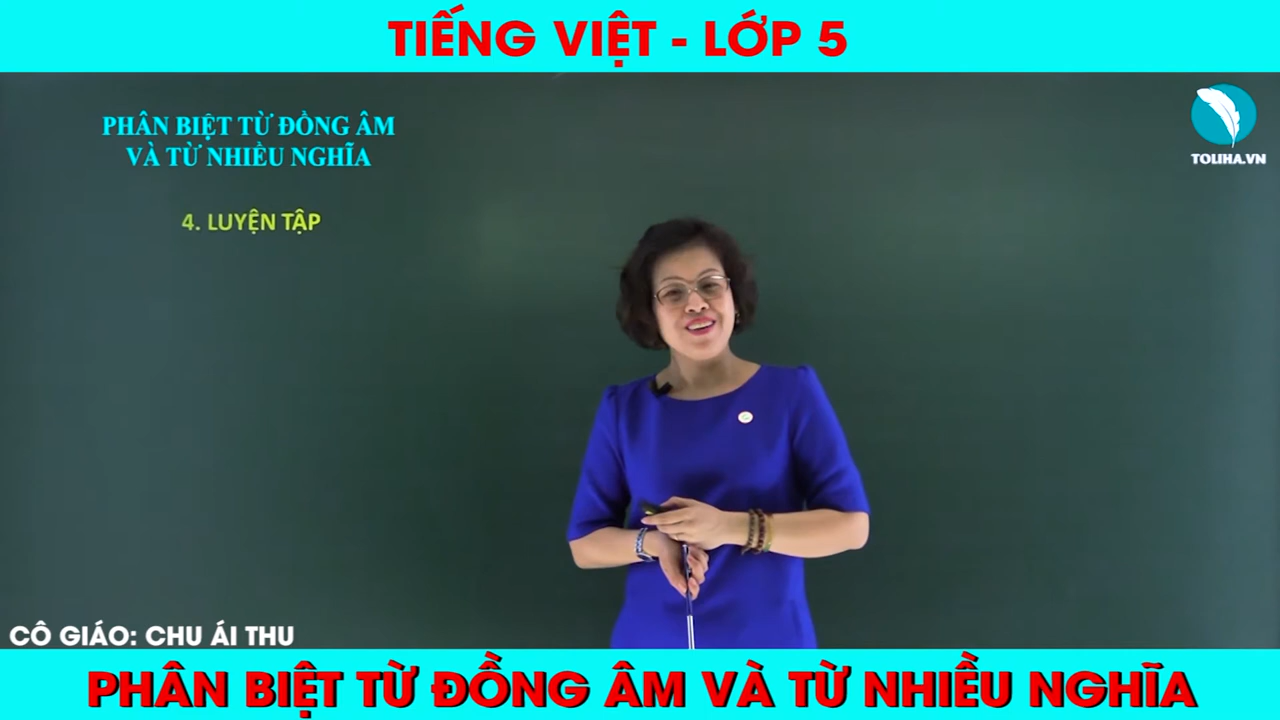 TIẾNG VIỆT - LỚP 5
PHÂN BIỆT TỪ ĐỒNG ÂM
VÀ TỪ NHIỀU NGHĨA
TOLIHA.VN
4. LUYỆN TẬP
CÔ GIÁO: CHU ÁI THU
PHÂN BIỆT TỪ ĐỒNG ÂM VÀ TỪ NHIỀU NGHĨA